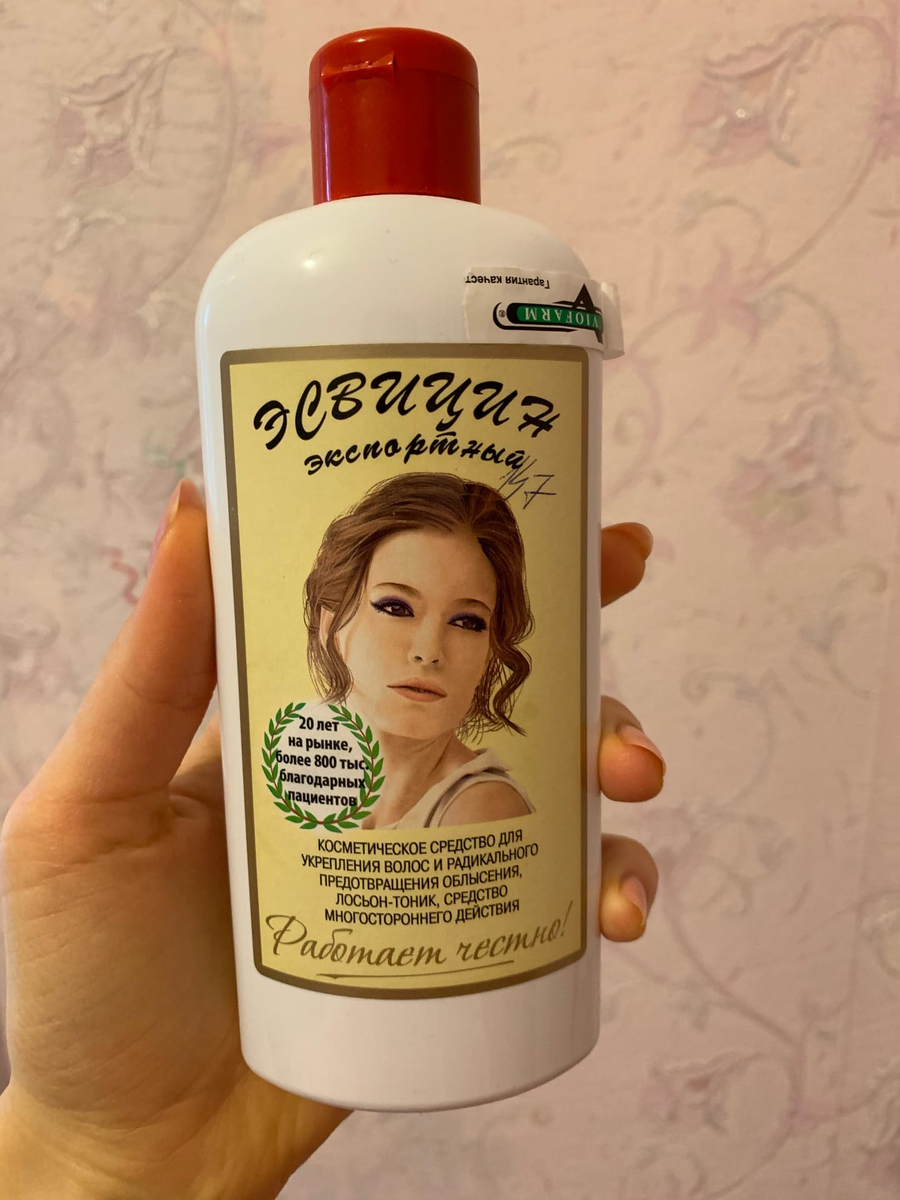 Гарантия качест
VIOFARM®
ЭСВИЦИН
экспортный
20 лет
на рынке,
более 800 тыс.
благодарных
пациентов
КОСМЕТИЧЕСКОЕ СРЕДСТВО ДЛЯ
УКРЕПЛЕНИЯ ВОЛОС И РАДИКАЛЬНОГО
ПРЕДОТВРАЩЕНИЯ ОБЛЫСЕНИЯ,
ЛОСЬОН-ТОНИК, СРЕДСТВО
МНОГОСТОРОННЕГО ДЕЙСТВИЯ
Работает честно!